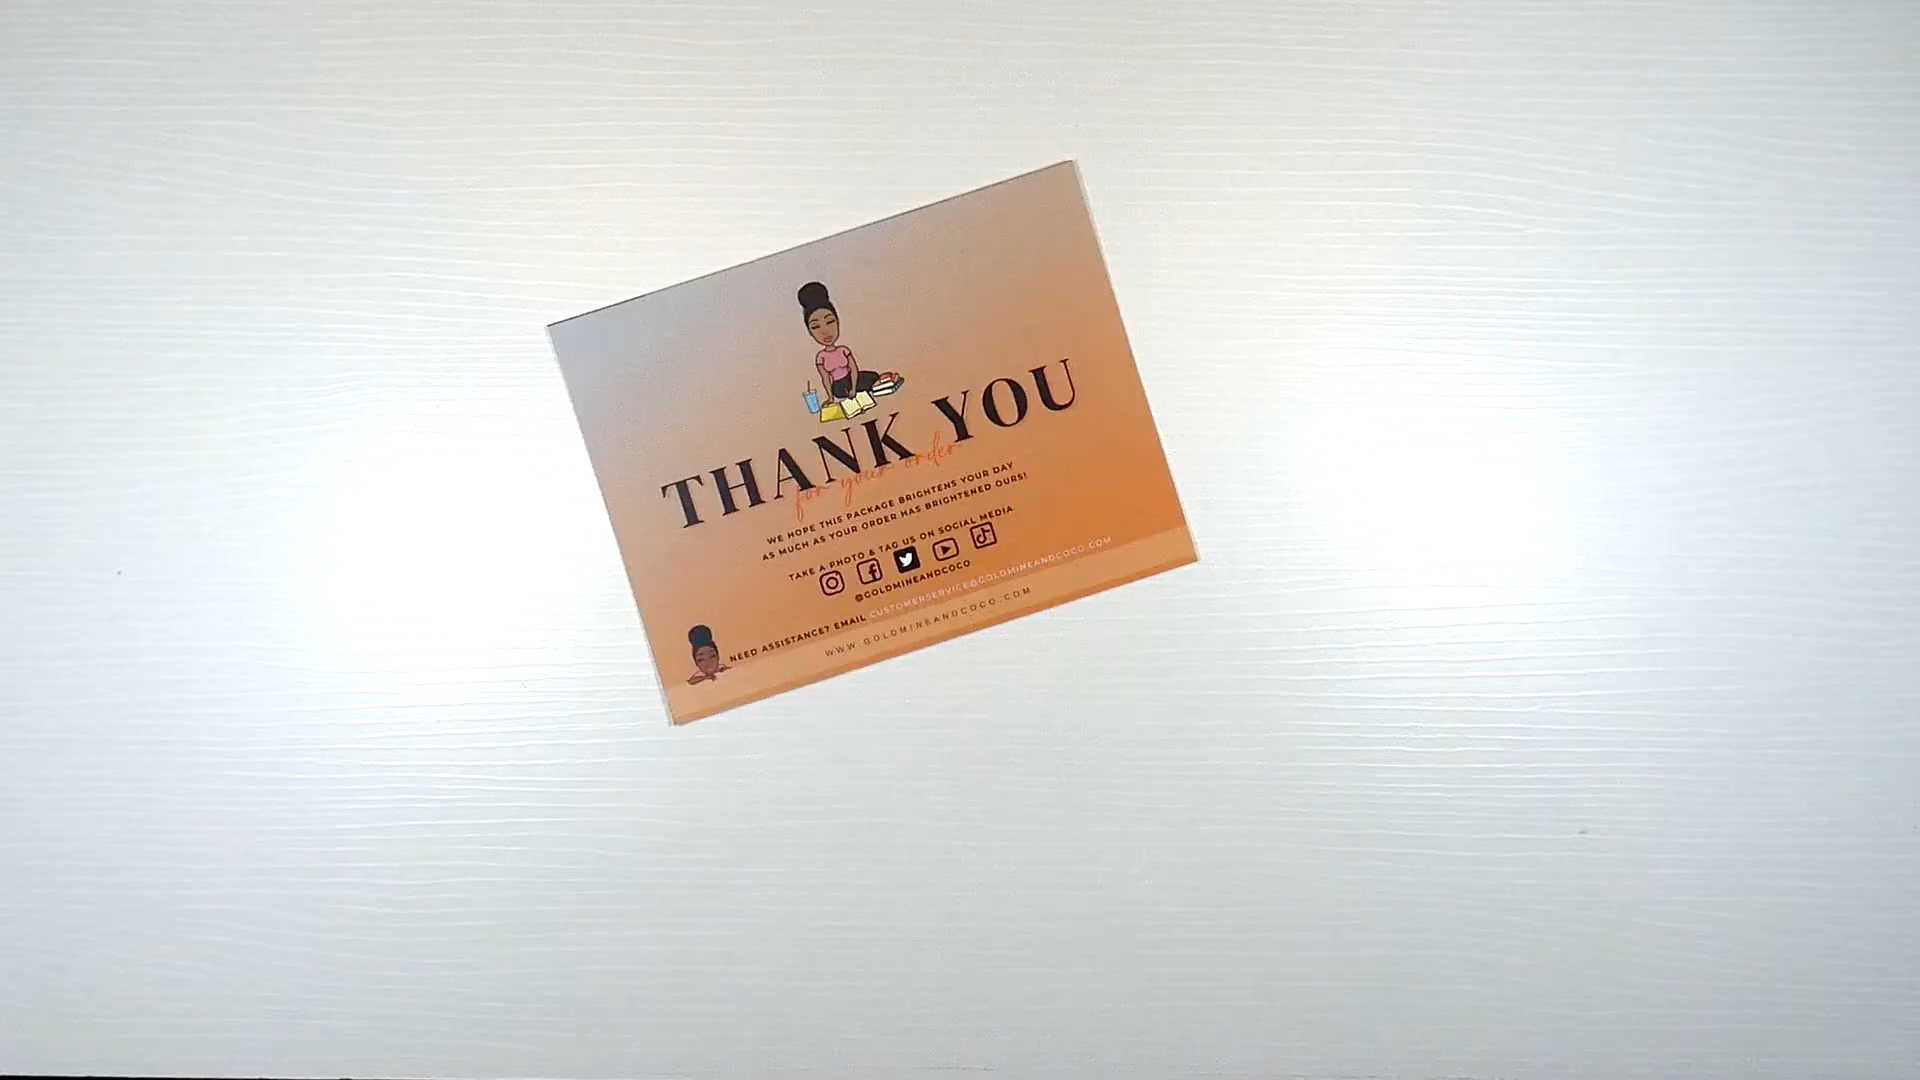 THANK YOU
for your order
WE HOPE THIS PACKAGE BRIGHTENS YOUR DAY
AS MUCH AS YOUR ORDER HAS BRIGHTENED OURS!
TAKE A PHOTO & TAG US ON SOCIAL MEDIA
@GOLDMINEANDCOCO
NEED ASSISTANCE? EMAIL CUSTOMERSERVICE@GOLDMINEANDCOCO.COM
WWW.GOLDMINEANDCOCO.COM